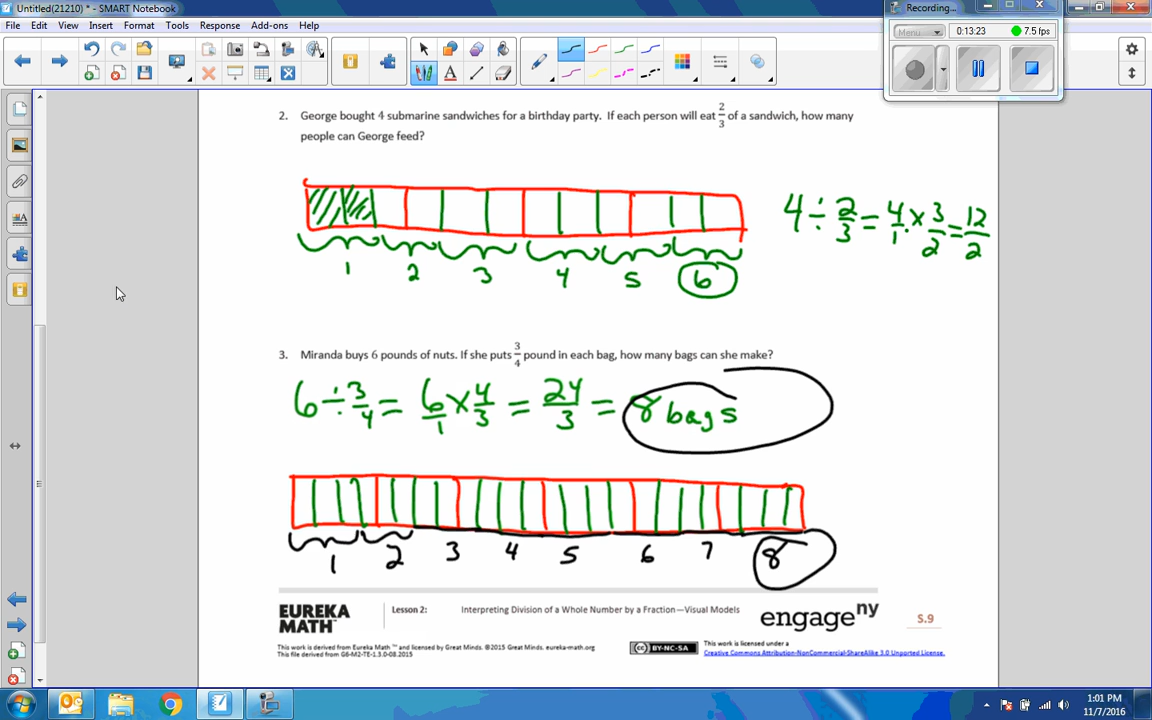 Untitled(21210) * - SMART Notebook
Recording...
File Edit View Insert Format Tools Response Add-ons Help
Menu
0:13:23
7.5 fps
2. George bought 4 submarine sandwiches for a birthday party. If each person will eat 2/3 of a sandwich, how many
people can George feed?
4 ÷ 2/3 = 4/1 × 3/2 = 12/2
1 2 3 4 5 6
3. Miranda buys 6 pounds of nuts. If she puts 3/4 pound in each bag, how many bags can she make?
6 ÷ 3/4 = 6/1 × 4/3 = 24/3 = 8 bags
1 2 3 4 5 6 7 8
EUREKA
MATH™
Lesson 2: Interpreting Division of a Whole Number by a Fraction—Visual Models
engage ny
S.9
This work is derived from Eureka Math ™ and licensed by Great Minds. ©2015 Great Minds. eureka-math.org
This file derived from G6-M2-TE-1.3.0-08.2015
CC BY-NC-SA
This work is licensed under a
Creative Commons Attribution-NonCommercial-ShareAlike 3.0 Unported License.
1:01 PM
11/7/2016